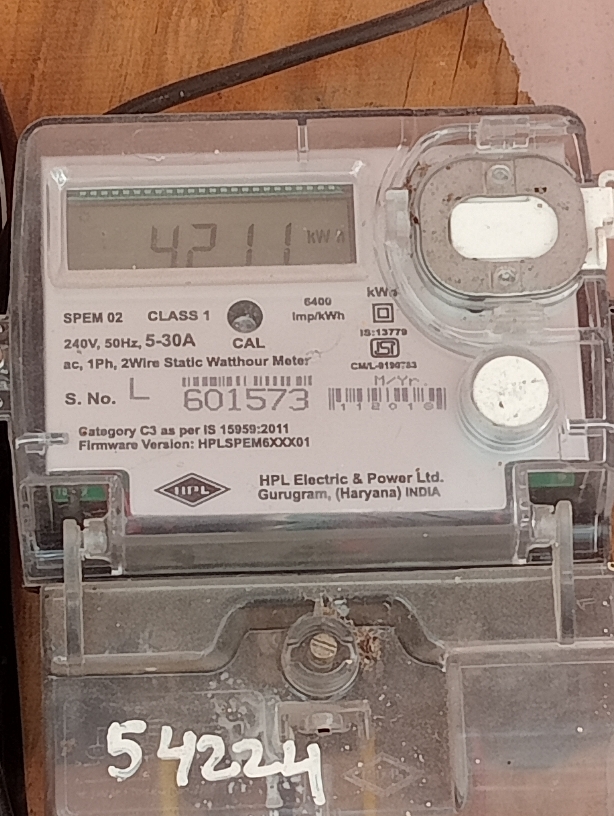 4211 kWh
SPEM 02 CLASS 1
6400
Imp/kWh
240V, 50Hz, 5-30A CAL
ac, 1Ph, 2Wire Static Watthour Meter
IS:13779
S. No. L 601573
M/Yr.
Category C3 as per IS 15959:2011
Firmware Version: HPLSPEM6XXX01
HPL
HPL Electric & Power Ltd.
Gurugram, (Haryana) INDIA
54224